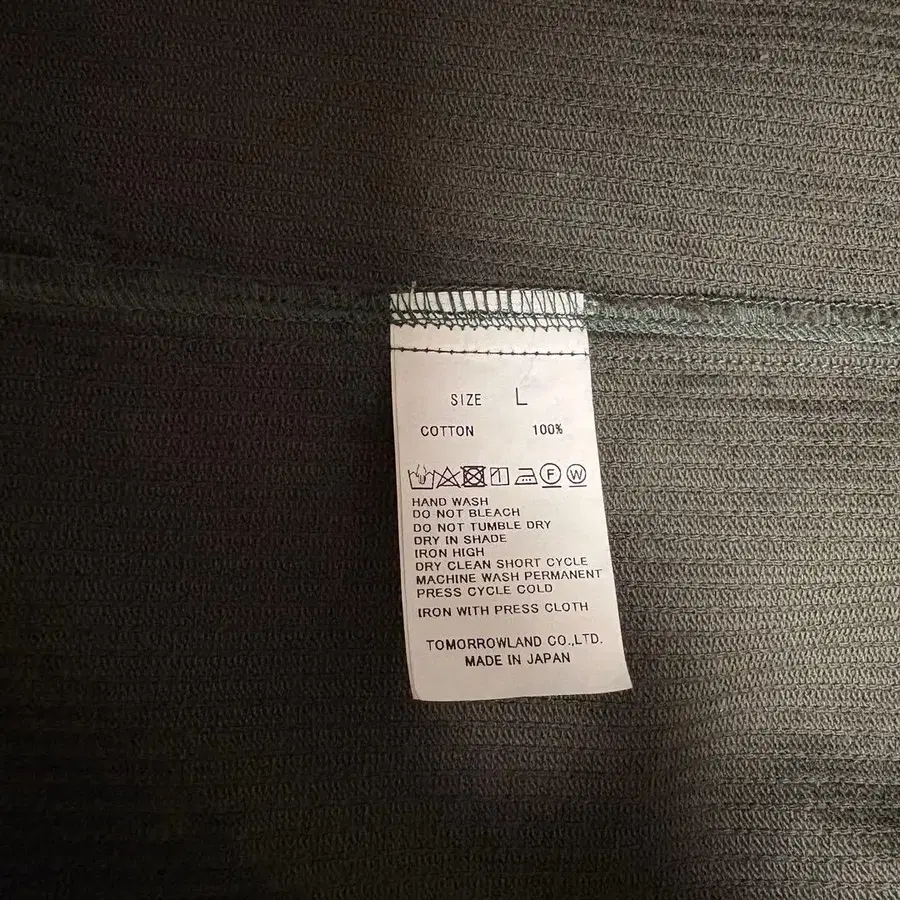 SIZE L
COTTON 100%
F W
HAND WASH
DO NOT BLEACH
DO NOT TUMBLE DRY
DRY IN SHADE
IRON HIGH
DRY CLEAN SHORT CYCLE
MACHINE WASH PERMANENT
PRESS CYCLE COLD
IRON WITH PRESS CLOTH
TOMORROWLAND CO.,LTD.
MADE IN JAPAN